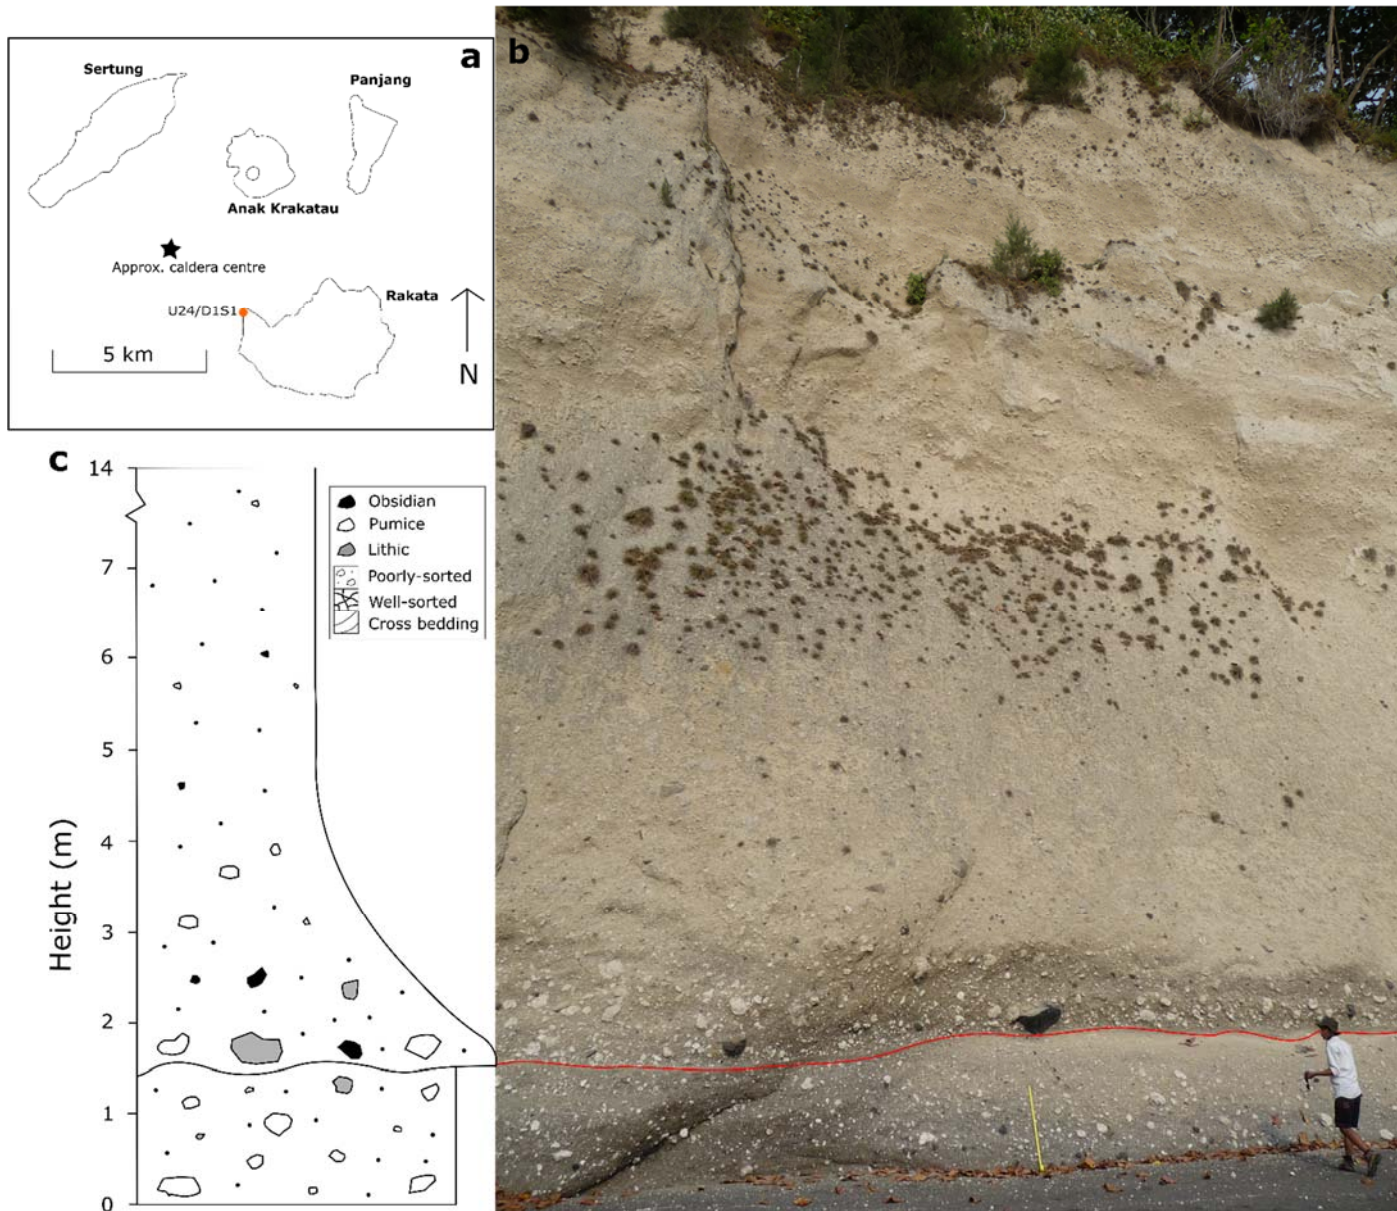 a
Sertung
Panjang
Anak Krakatau
Approx. caldera centre
U24/D1S1
Rakata
5 km
N
b
c
14
7
6
5
4
3
2
1
0
Height (m)
Obsidian
Pumice
Lithic
Poorly-sorted
Well-sorted
Cross bedding